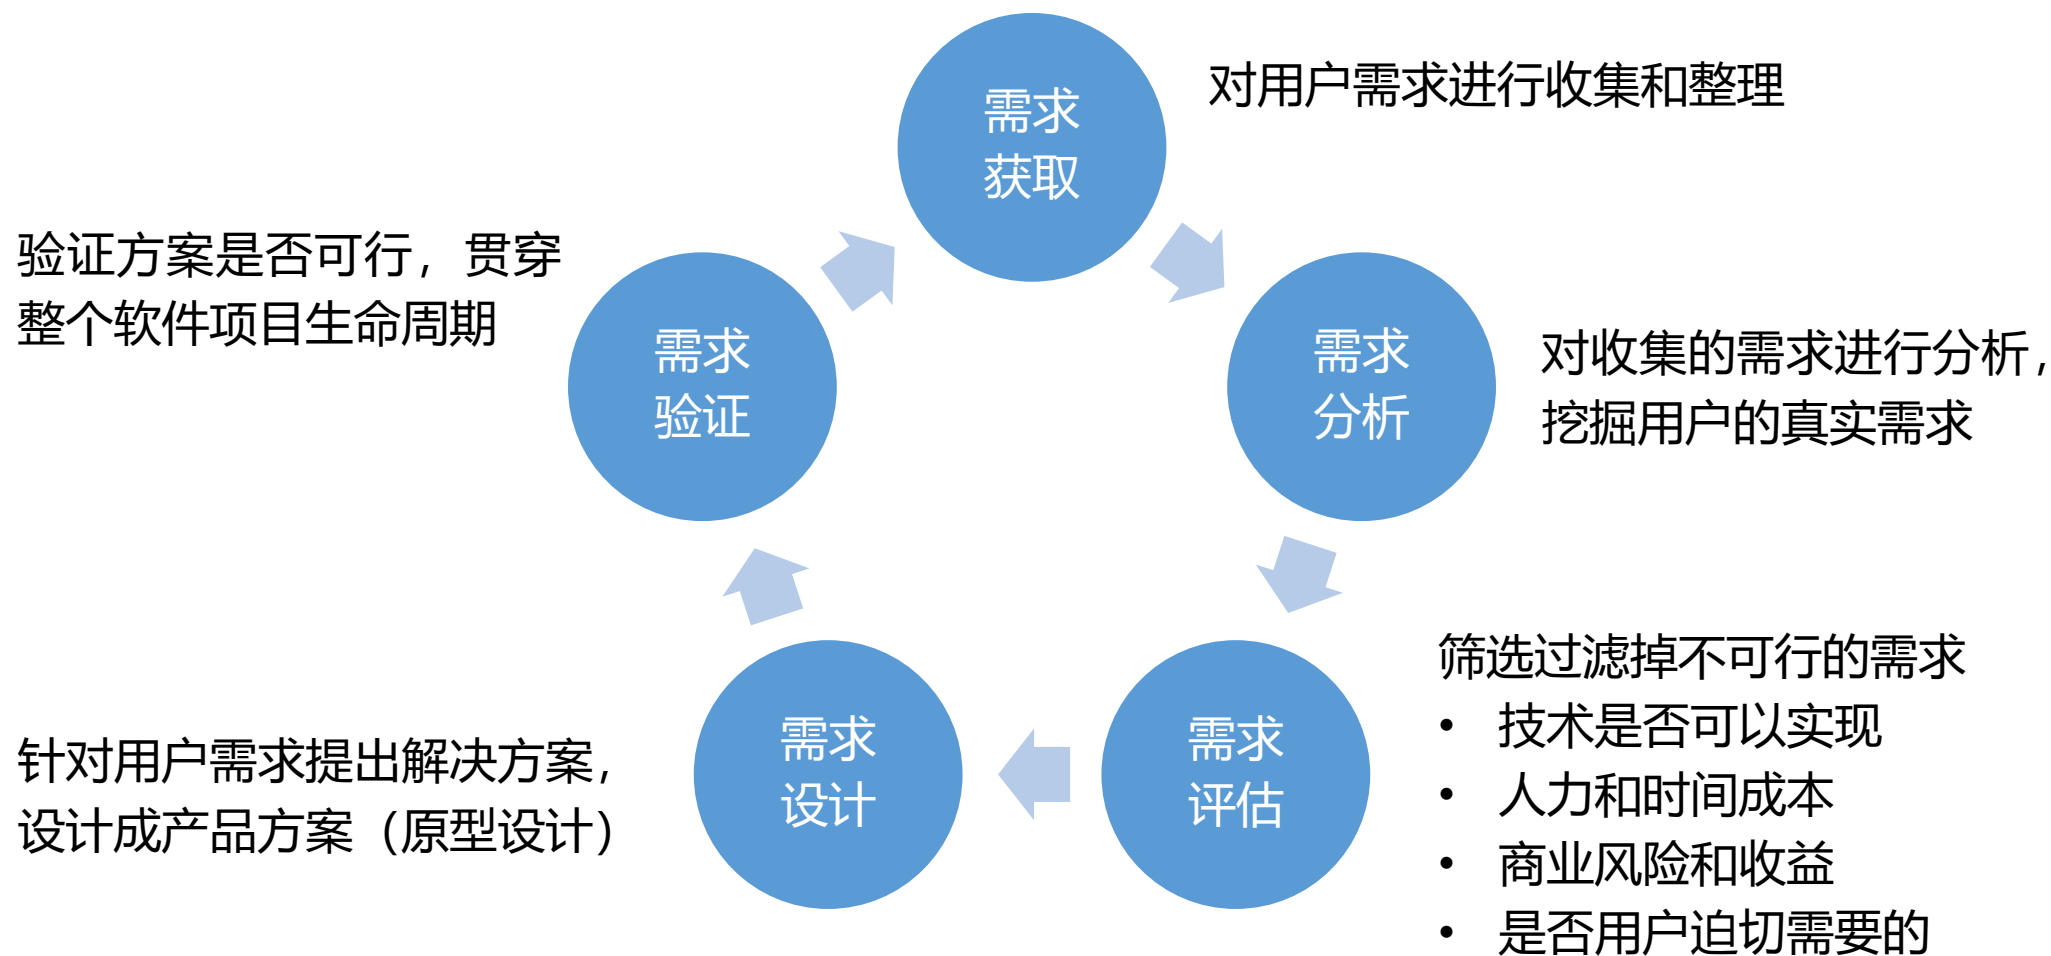 需求
获取
对用户需求进行收集和整理
需求
分析
对收集的需求进行分析，
挖掘用户的真实需求
需求
评估
筛选过滤掉不可行的需求
• 技术是否可以实现
• 人力和时间成本
• 商业风险和收益
• 是否用户迫切需要的
需求
设计
针对用户需求提出解决方案，
设计成产品方案（原型设计）
需求
验证
验证方案是否可行，贯穿
整个软件项目生命周期